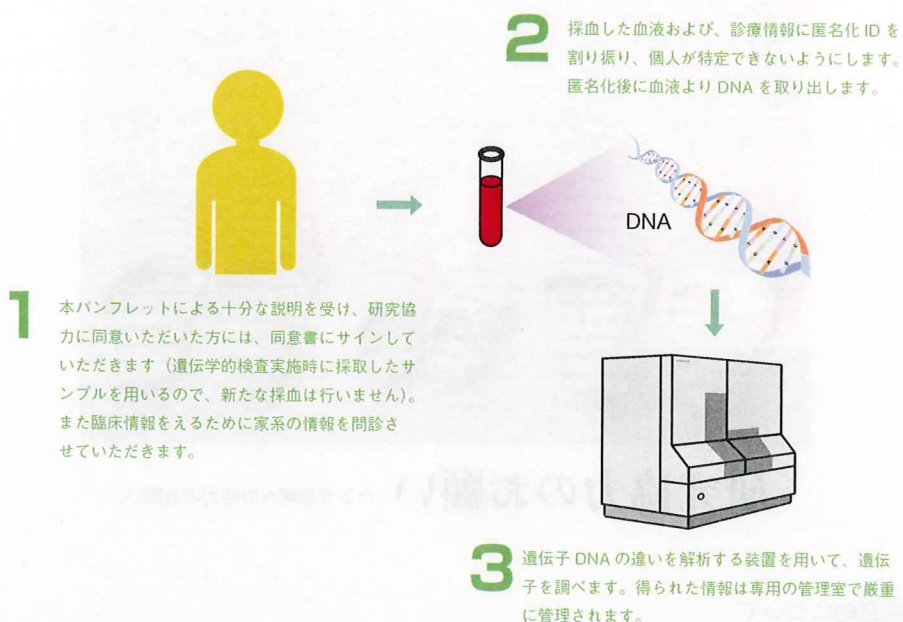 1
本パンフレットによる十分な説明を受け、研究協
力に同意いただいた方には、同意書にサインして
いただきます（遺伝学的検査実施時に採取したサ
ンプルを用いるので、新たな採血は行いません）。
また臨床情報をえるために家系の情報を問診さ
せていただきます。
2
採血した血液および、診療情報に匿名化 ID を
割り振り、個人が特定できないようにします。
匿名化後に血液より DNA を取り出します。
DNA
3
遺伝子 DNA の違いを解析する装置を用いて、遺伝
子を調べます。得られた情報は専用の管理室で厳重
に管理されます。